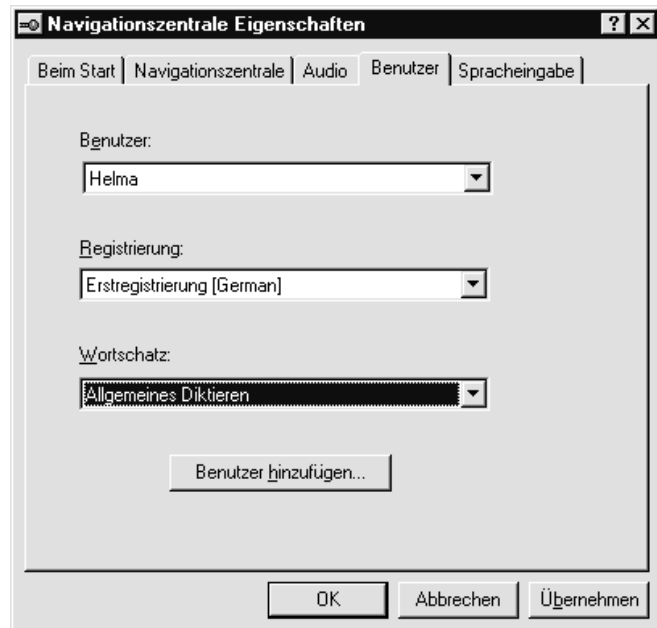 Navigationszentrale Eigenschaften
Beim Start Navigationszentrale Audio Benutzer Spracheingabe
Benutzer:
Helma
Registrierung:
Erstregistrierung [German]
Wortschatz:
Allgemeines Diktieren
Benutzer hinzufügen...
OK Abbrechen Übernehmen